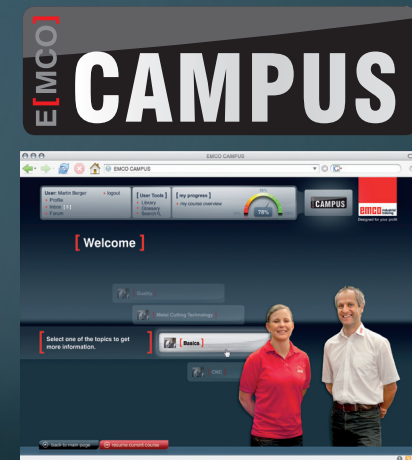 E[MCO]
CAMPUS
EMCO CAMPUS
EMCO CAMPUS
User: Martin Berger
logout
Profile
Inbox
Forum
[ User Tools ]
Library
Glossary
[ my progress ]
my course overview
78%
CAMPUS
emco industrial training
Designed for your profit
[ Welcome ]
Quality
Metal Cutting Technology
Select one of the topics to get
more information.
[ Basics ]
CNC
back to main page
resume current course